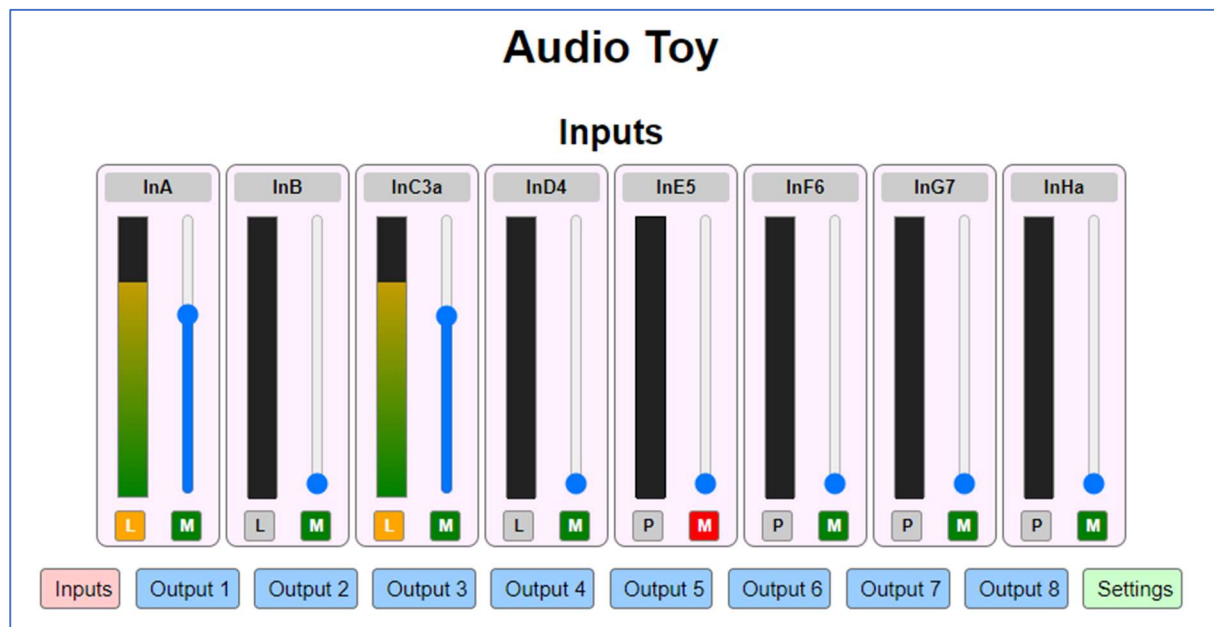 Audio Toy
Inputs
InA InB InC3a InD4 InE5 InF6 InG7 InHa
L M L M L M L M P M P M P M P M
Inputs Output 1 Output 2 Output 3 Output 4 Output 5 Output 6 Output 7 Output 8 Settings